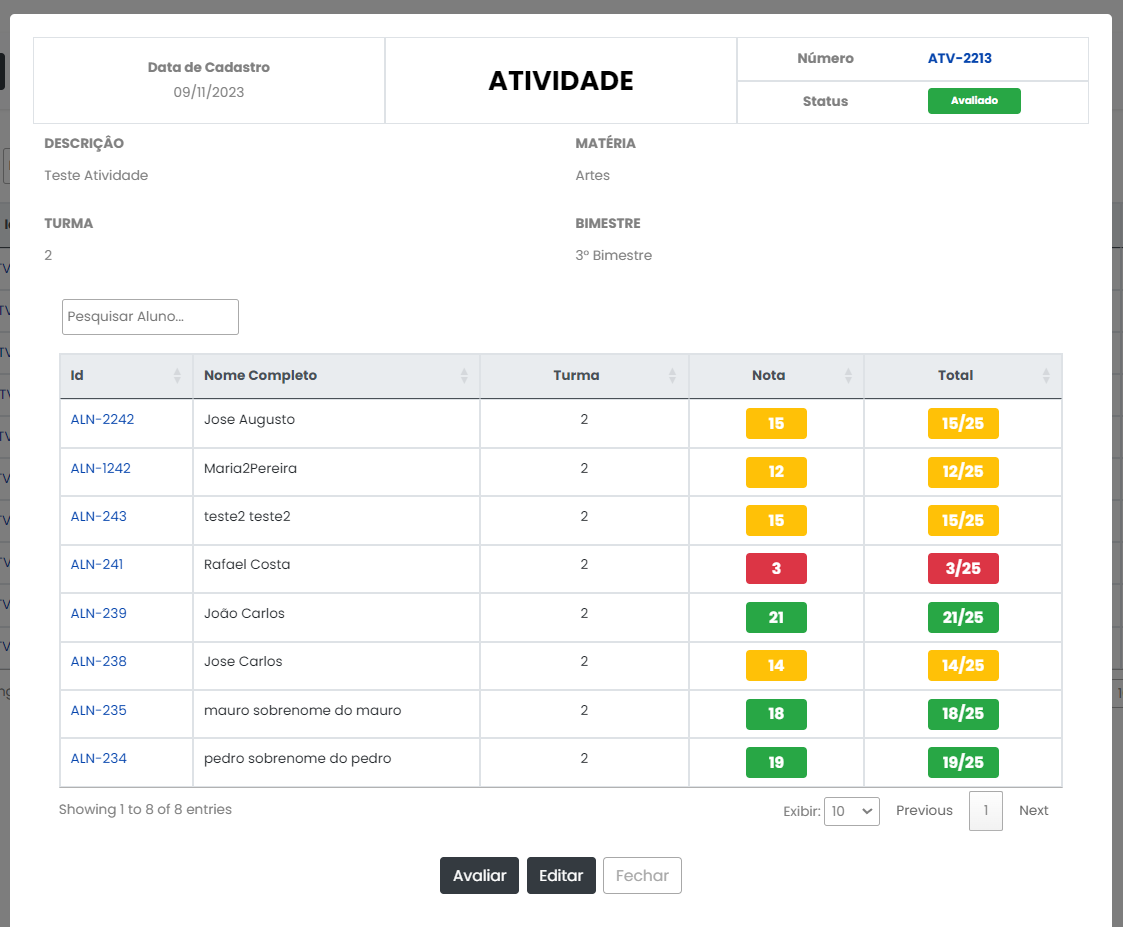 Data de Cadastro
09/11/2023
ATIVIDADE
Número ATV-2213
Status Avaliado
DESCRIÇÂO MATÉRIA
Teste Atividade Artes
TURMA BIMESTRE
2 3º Bimestre
Pesquisar Aluno...
Id Nome Completo Turma Nota Total
ALN-2242 Jose Augusto 2 15 15/25
ALN-1242 Maria2Pereira 2 12 12/25
ALN-243 teste2 teste2 2 15 15/25
ALN-241 Rafael Costa 2 3 3/25
ALN-239 João Carlos 2 21 21/25
ALN-238 Jose Carlos 2 14 14/25
ALN-235 mauro sobrenome do mauro 2 18 18/25
ALN-234 pedro sobrenome do pedro 2 19 19/25
Showing 1 to 8 of 8 entries Exibir: 10 Previous 1 Next
Avaliar Editar Fechar